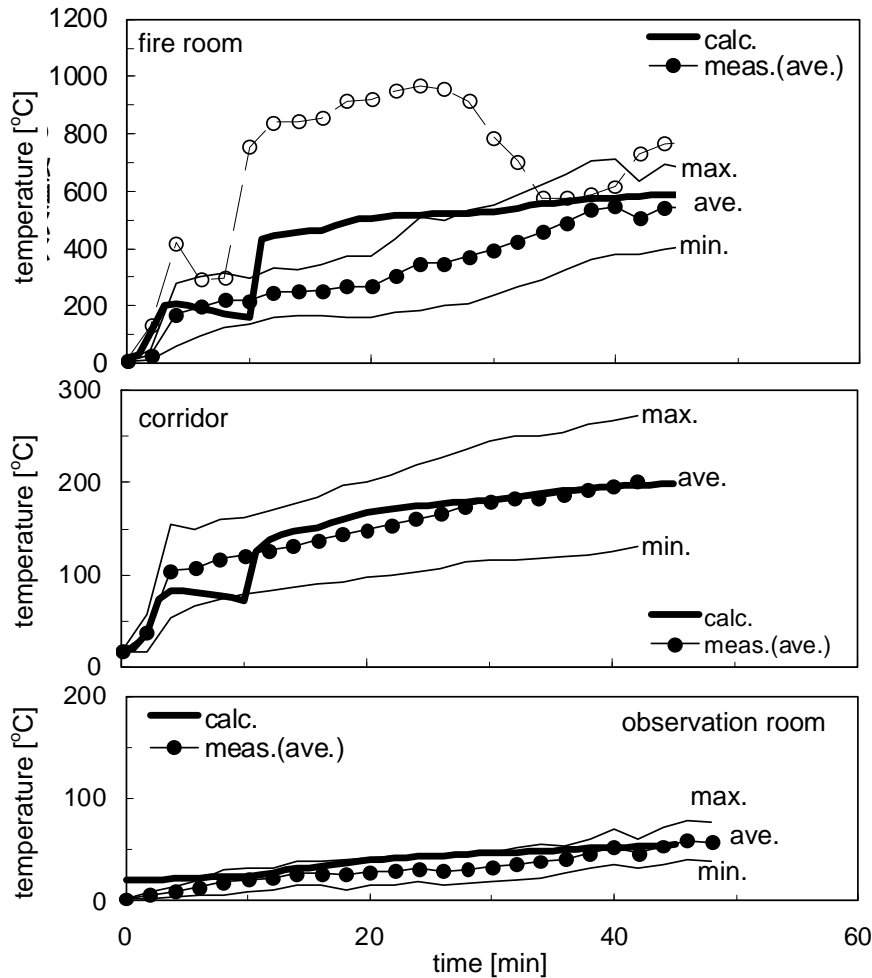 1200
1000
800
600
400
200
0
temperature [°C]
fire room
calc.
meas.(ave.)
max.
ave.
min.
300
200
100
0
temperature [°C]
corridor
max.
ave.
min.
calc.
meas.(ave.)
200
100
0
temperature [°C]
calc.
meas.(ave.)
observation room
max.
ave.
min.
0
20
40
60
time [min]